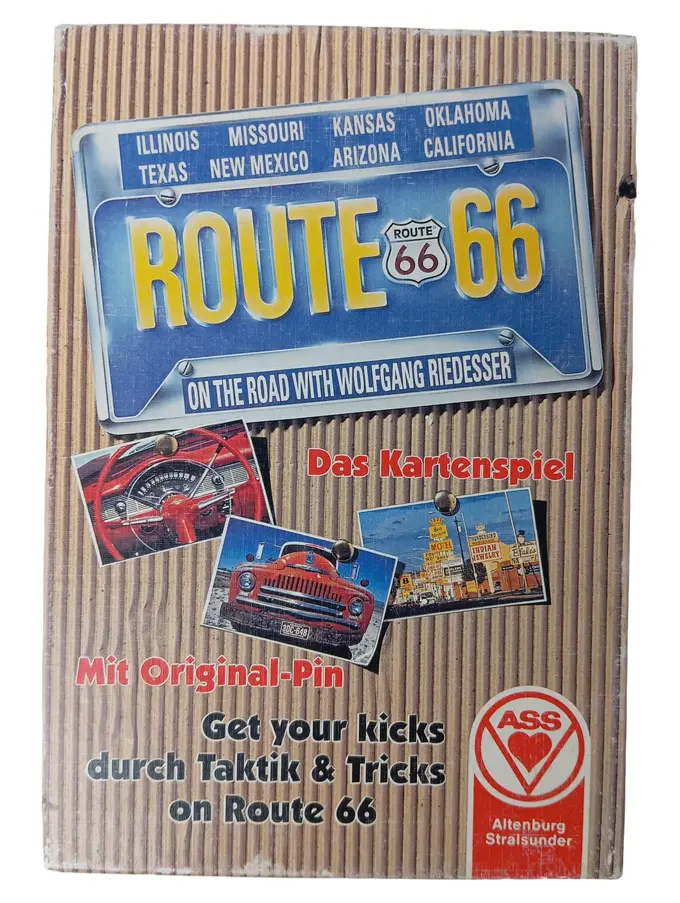 ILLINOIS MISSOURI KANSAS OKLAHOMA
TEXAS NEW MEXICO ARIZONA CALIFORNIA
ROUTE 66
ROUTE
66
ON THE ROAD WITH WOLFGANG RIEDESSER
Das Kartenspiel
MOTEL
INDIAN
JEWELRY
Mit Original-Pin
Get your kicks
durch Taktik & Tricks
on Route 66
ASS
Altenburg
Stralsunder